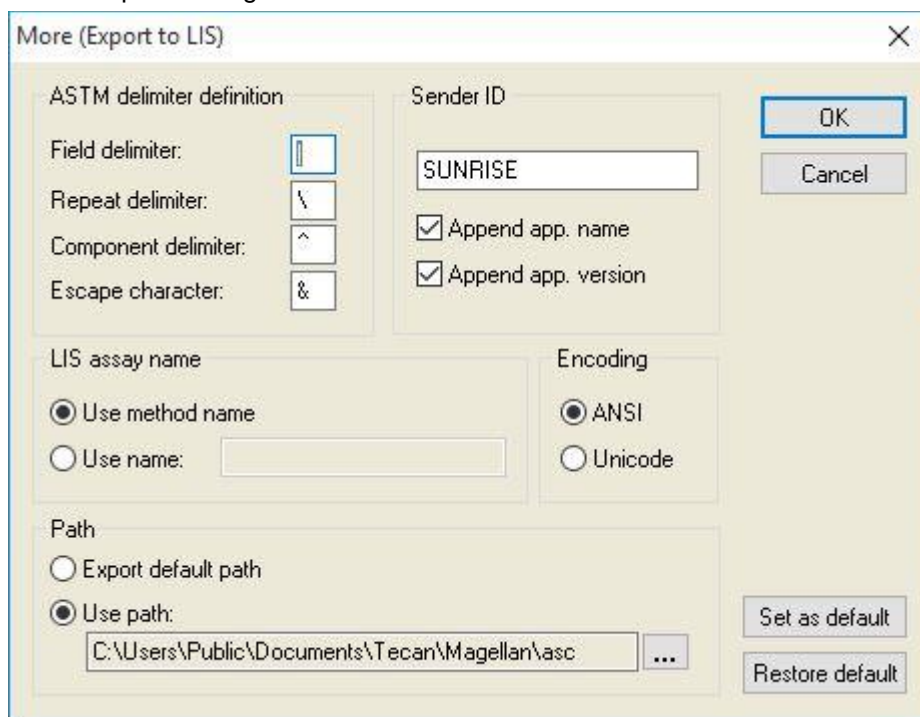 More (Export to LIS)
ASTM delimiter definition
Field delimiter: |
Repeat delimiter: \
Component delimiter: ^
Escape character: &
Sender ID
SUNRISE
Append app. name
Append app. version
OK
Cancel
LIS assay name
Use method name
Use name:
Encoding
ANSI
Unicode
Path
Export default path
Use path:
C:\Users\Public\Documents\Tecan\Magellan\asc
...
Set as default
Restore default